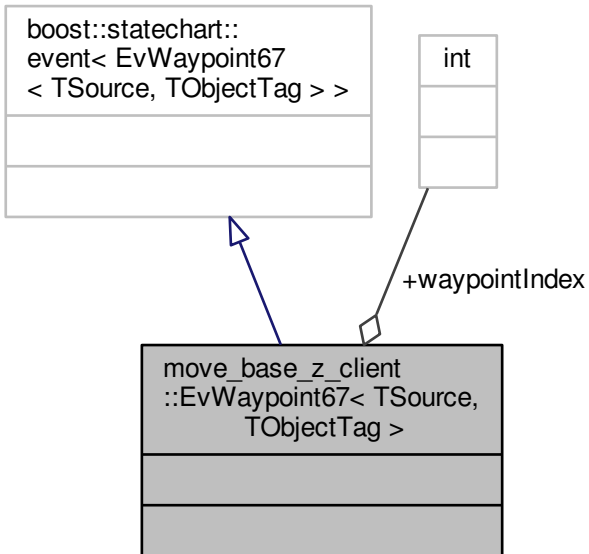 boost::statechart::
event< EvWaypoint67
< TSource, TObjectTag > >
int
+waypointIndex
move_base_z_client
::EvWaypoint67< TSource,
TObjectTag >